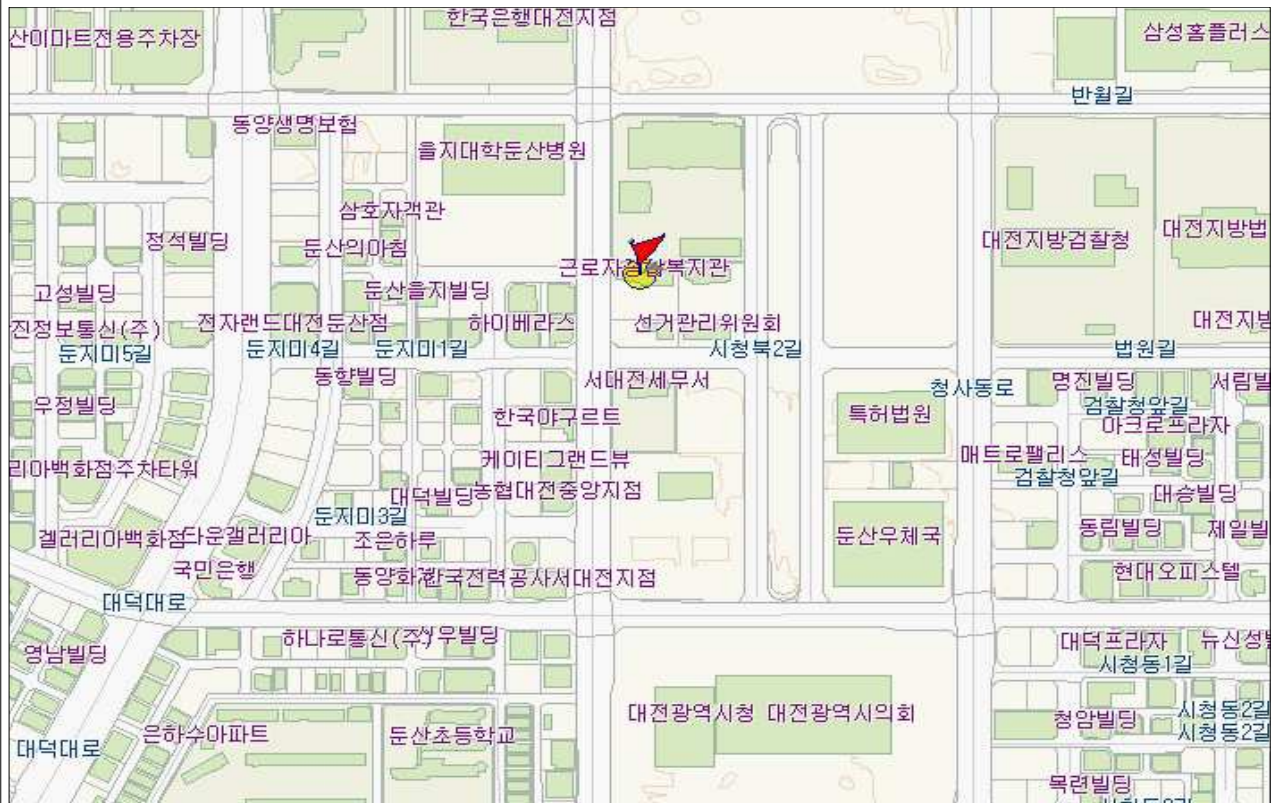 한국은행대전지점
산이마트전용주차장
삼성홈플러스
반월길
동양생명보험
을지대학둔산병원
삼호자객관
정석빌딩
둔산의아침
대전지방검찰청
대전지방법
근로자종합복지관
고성빌딩
둔산을지빌딩
진정보통신(주)
전자랜드대전둔산점
하이베라스
선거관리위원회
대전지방
둔지미5길
둔지미4길
둔지미1길
시청북2길
법원길
동향빌딩
서대전세무서
청사동로
명진빌딩
서림빌
우정빌딩
한국야구르트
특허법원
검찰청앞길
아크로프라자
리아백화점주차타워
케이티그랜드뷰
매트로팰리스
태성빌딩
검찰청앞길
대덕빌딩
농협대전중앙지점
대승빌딩
둔지미3길
겔러리아백화점
타운갤러리아
조은하루
둔산우체국
동림빌딩
제일빌
국민은행
동양화재
한국전력공사서대전지점
현대오피스텔
대덕대로
하나로통신(주)
우빌딩
대덕프라자
뉴신성빌
영남빌딩
시청동1길
대전광역시청
대전광역시의회
청암빌딩
시청동2길
시청동2길
은하수아파트
둔산초등학교
대덕대로
목련빌딩